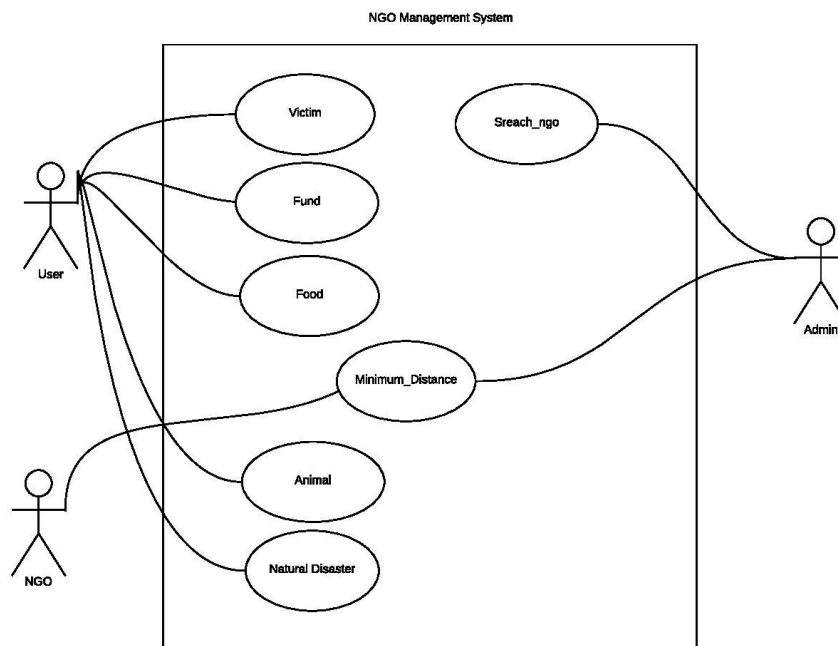 NGO Management System
Victim
Sreach_ngo
Fund
User
Food
Admin
Minimum_Distance
Animal
NGO
Natural Disaster